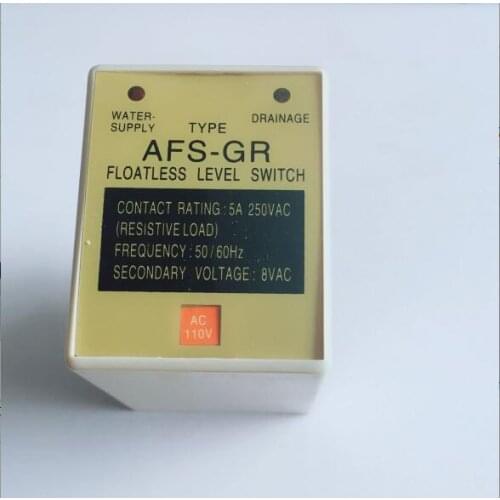 WATER-
SUPPLY
TYPE
DRAINAGE
AFS-GR
FLOATLESS LEVEL SWITCH
CONTACT RATING: 5A 250VAC
(RESISTIVE LOAD)
FREQUENCY: 50/60Hz
SECONDARY VOLTAGE: 8VAC
AC
110V